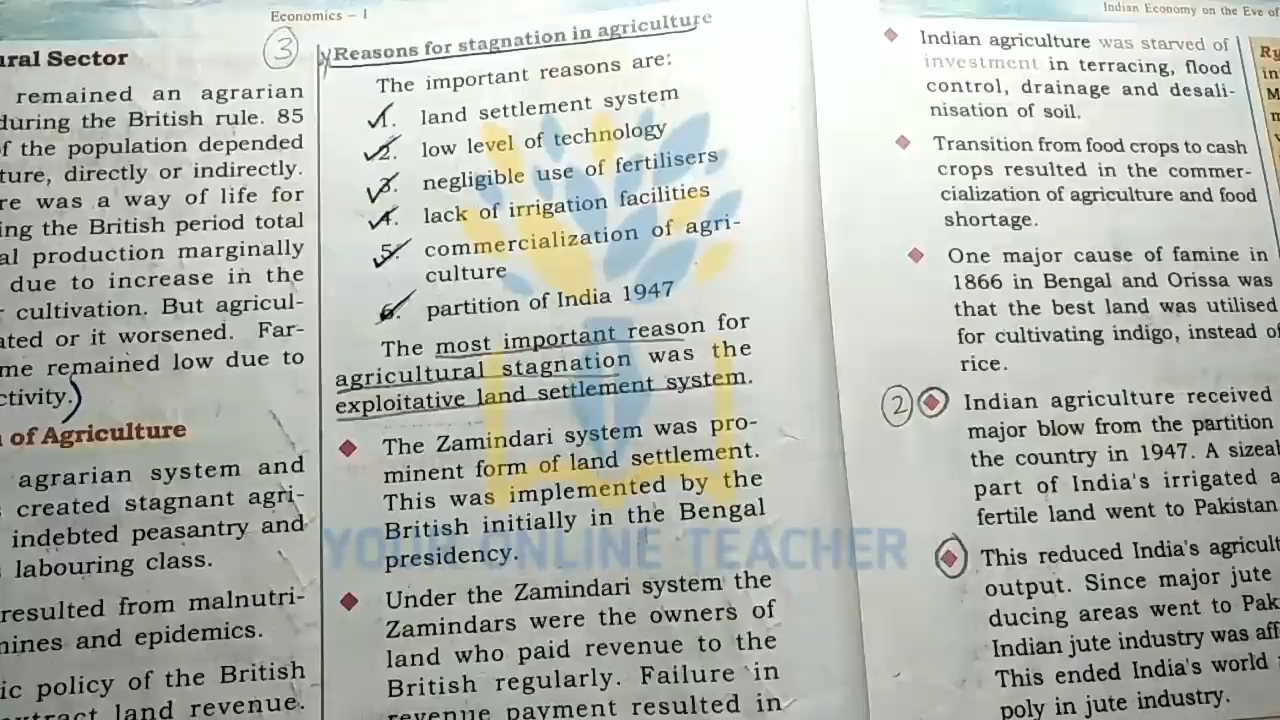 Economics – I
ural Sector
remained an agrarian
during the British rule. 85
of the population depended
ture, directly or indirectly.
re was a way of life for
ing the British period total
al production marginally
due to increase in the
cultivation. But agricul-
ated or it worsened. Far-
me remained low due to
ctivity.)
of Agriculture
agrarian system and
created stagnant agri-
indebted peasantry and
labouring class.
resulted from malnutri-
mines and epidemics.
ic policy of the British
extract land revenue.
3
Reasons for stagnation in agriculture
The important reasons are:
1. land settlement system
2. low level of technology
3. negligible use of fertilisers
4. lack of irrigation facilities
5. commercialization of agri-
culture
6. partition of India 1947
The most important reason for
agricultural stagnation was the
exploitative land settlement system.
The Zamindari system was pro-
minent form of land settlement.
This was implemented by the
British initially in the Bengal
presidency.
Under the Zamindari system the
Zamindars were the owners of
land who paid revenue to the
British regularly. Failure in
revenue payment resulted in
YOUR ONLINE TEACHER
Indian Economy on the Eve of
Indian agriculture was starved of
investment in terracing, flood
control, drainage and desali-
nisation of soil.
Transition from food crops to cash
crops resulted in the commer-
cialization of agriculture and food
shortage.
One major cause of famine in
1866 in Bengal and Orissa was
that the best land was utilised
for cultivating indigo, instead of
rice.
2
Indian agriculture received
major blow from the partition
the country in 1947. A sizeal
part of India's irrigated a
fertile land went to Pakistan
This reduced India's agricult
output. Since major jute
ducing areas went to Pak
Indian jute industry was aff
This ended India's world
poly in jute industry.
Ry
in
M